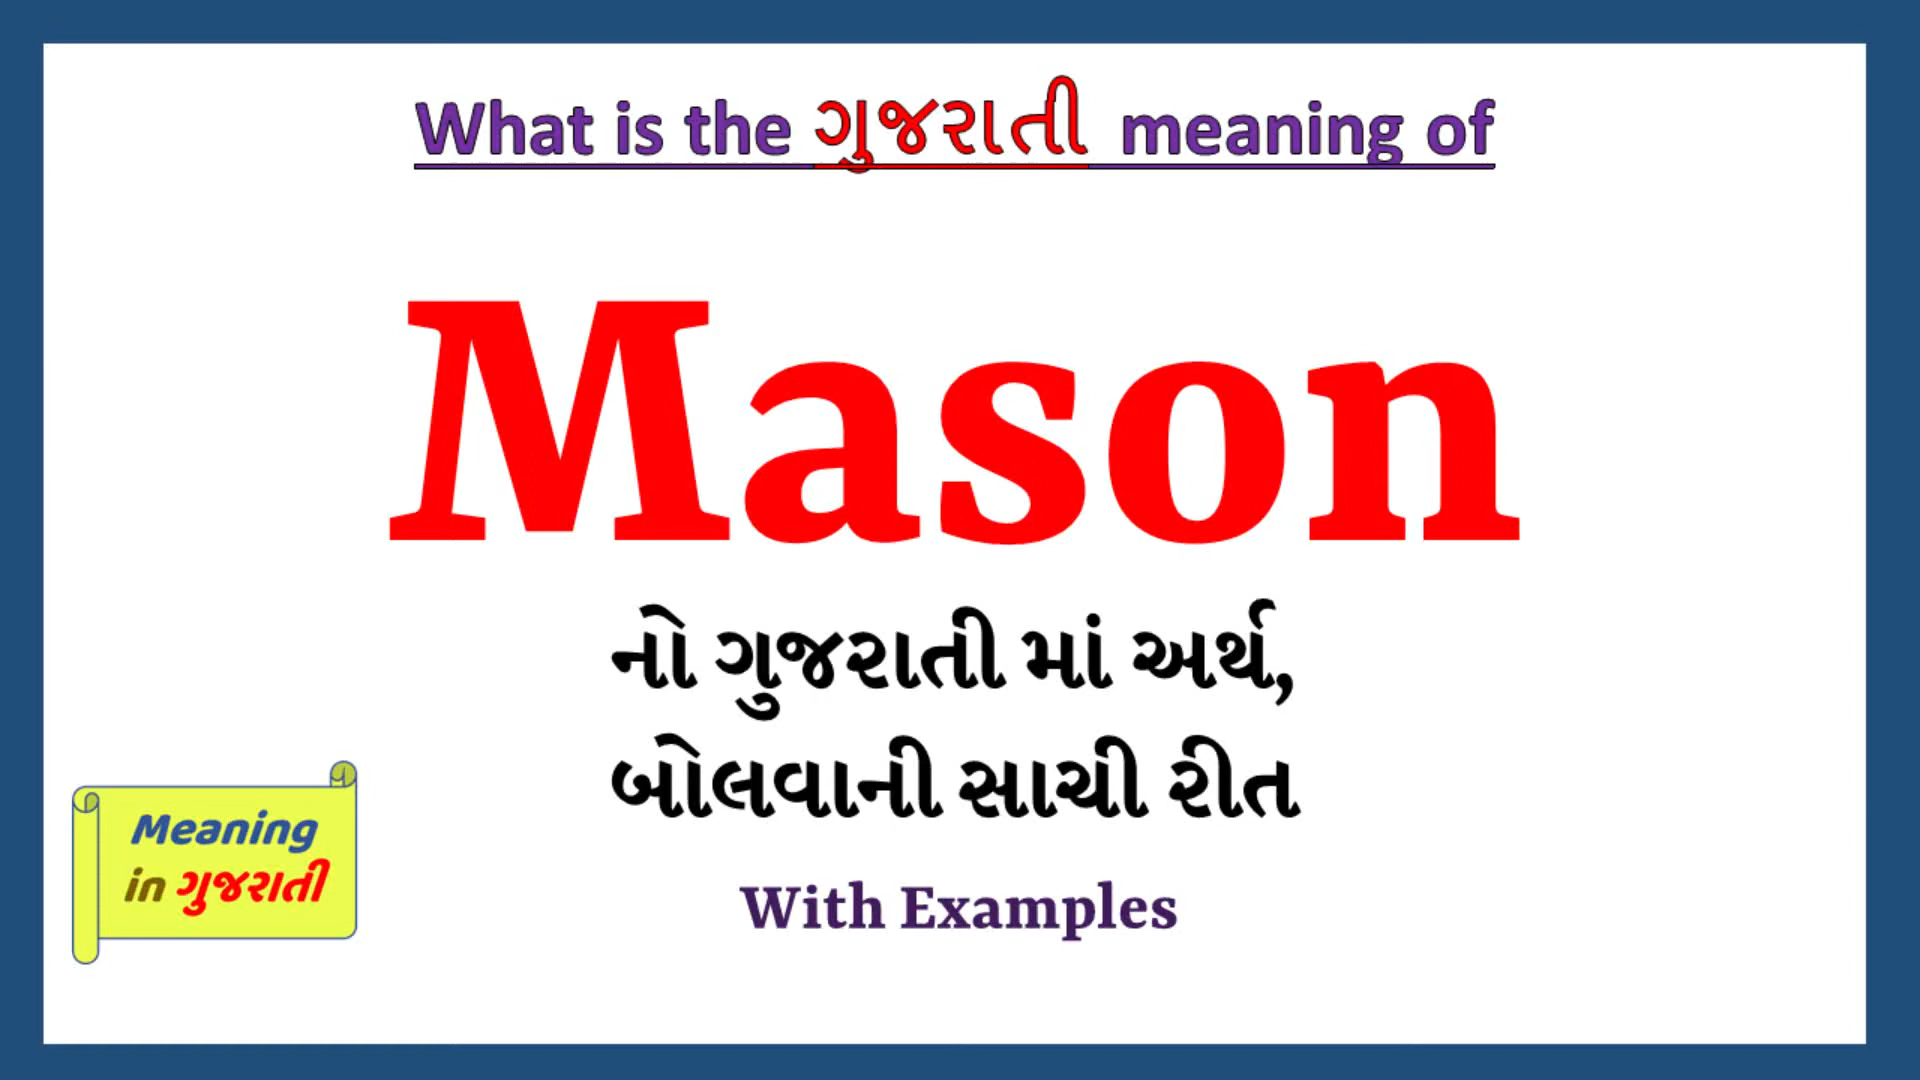 What is the ગુજરાતી meaning of
Mason
નો ગુજરાતી માં અર્થ,
બોલવાની સાચી રીત
With Examples
Meaning
in ગુજરાતી